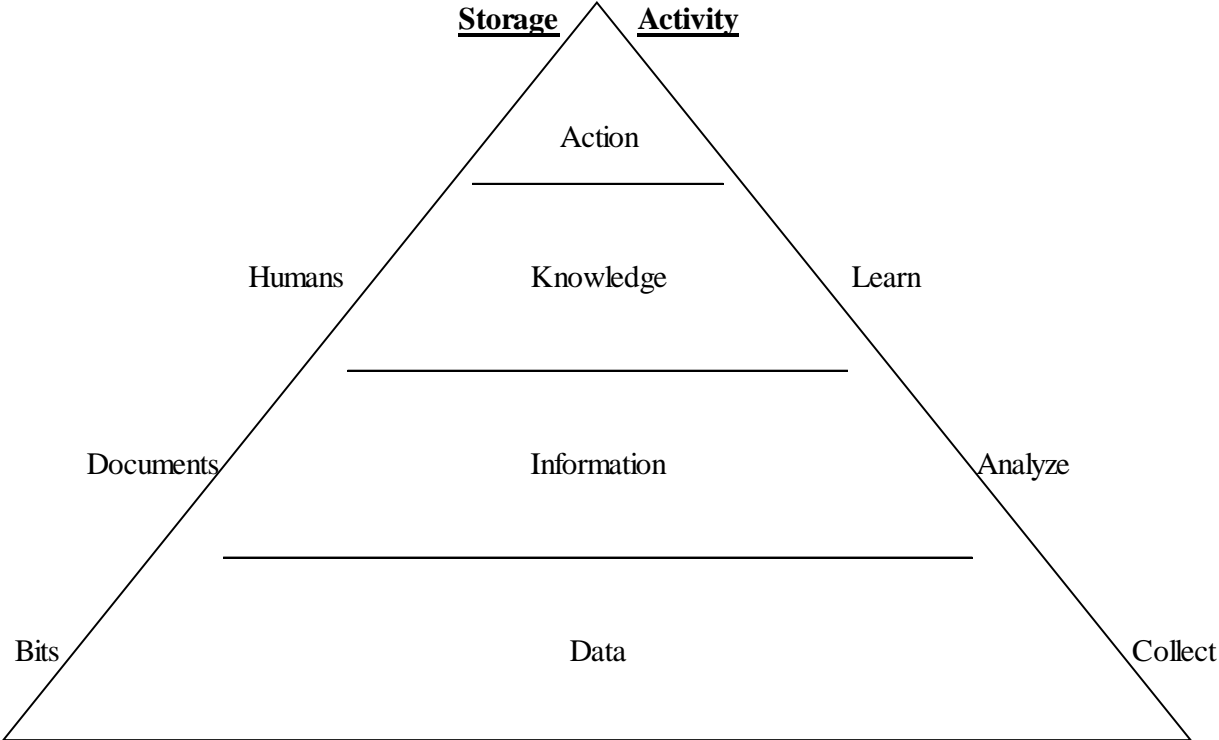 Storage Activity
Action
Humans Knowledge Learn
Documents Information Analyze
Bits Data Collect